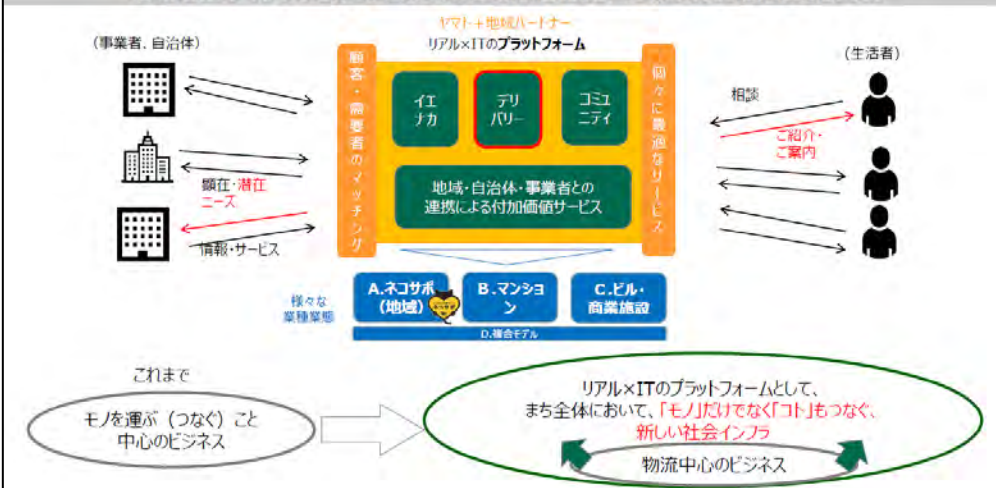 ヤマト＋地域パートナー
リアル×ITのプラットフォーム
（事業者、自治体）
（生活者）
顧客・需要者のマッチング
イエ
ナカ
デリ
バリー
コミュ
ニティ
個々に最適なサービス
地域・自治体・事業者との
連携による付加価値サービス
顕在・潜在
ニーズ
情報・サービス
相談
ご紹介・
ご案内
様々な
業種業態
A.ネコサポ
（地域）
B.マンショ
ン
C.ビル・
商業施設
D.複合モデル
これまで
モノを運ぶ（つなぐ）こと
中心のビジネス
リアル×ITのプラットフォームとして、
まち全体において、「モノ」だけでなく「コト」もつなぐ、
新しい社会インフラ
物流中心のビジネス